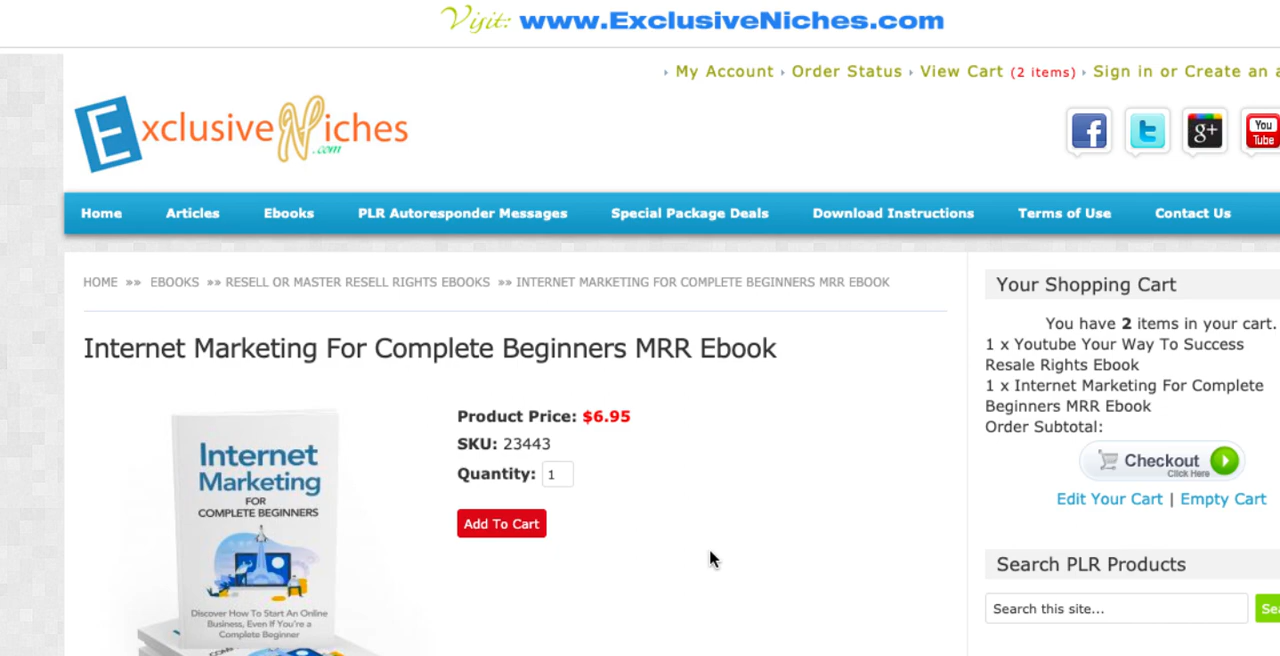 Visit: www.ExclusiveNiches.com
My Account Order Status View Cart (2 items) Sign in or Create an
ExclusiveNiches
.com
You
Tube
g+
Home Articles Ebooks PLR Autoresponder Messages Special Package Deals Download Instructions Terms of Use Contact Us
HOME »» EBOOKS »» RESELL OR MASTER RESELL RIGHTS EBOOKS »» INTERNET MARKETING FOR COMPLETE BEGINNERS MRR EBOOK
Internet Marketing For Complete Beginners MRR Ebook
Internet
Marketing
FOR
COMPLETE BEGINNERS
Discover How To Start An Online
Business, Even If You're a
Complete Beginner
Product Price: $6.95
SKU: 23443
Quantity: 1
Add To Cart
Your Shopping Cart
You have 2 items in your cart.
1 x Youtube Your Way To Success
Resale Rights Ebook
1 x Internet Marketing For Complete
Beginners MRR Ebook
Order Subtotal:
Checkout
Click Here
Edit Your Cart | Empty Cart
Search PLR Products
Search this site...